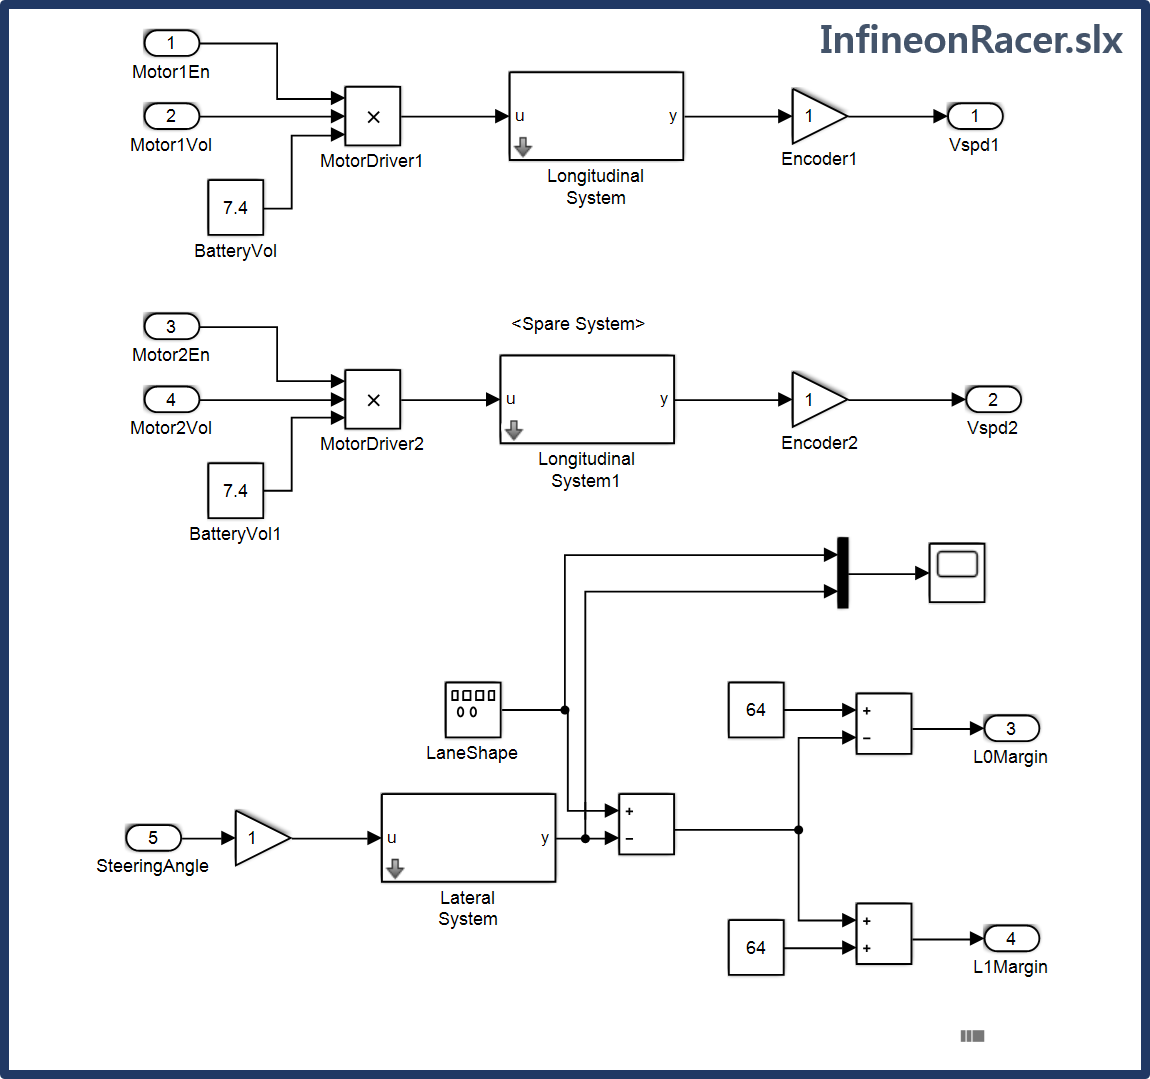 InfineonRacer.slx
1
Motor1En
2
Motor1Vol
7.4
BatteryVol
×
MotorDriver1
u
y
Longitudinal
System
1
Encoder1
1
Vspd1
3
Motor2En
4
Motor2Vol
7.4
BatteryVol1
×
MotorDriver2
<Spare System>
u
y
Longitudinal
System1
1
Encoder2
2
Vspd2
LaneShape
5
SteeringAngle
1
u
y
Lateral
System
+
−
64
+
−
3
L0Margin
64
+
+
4
L1Margin